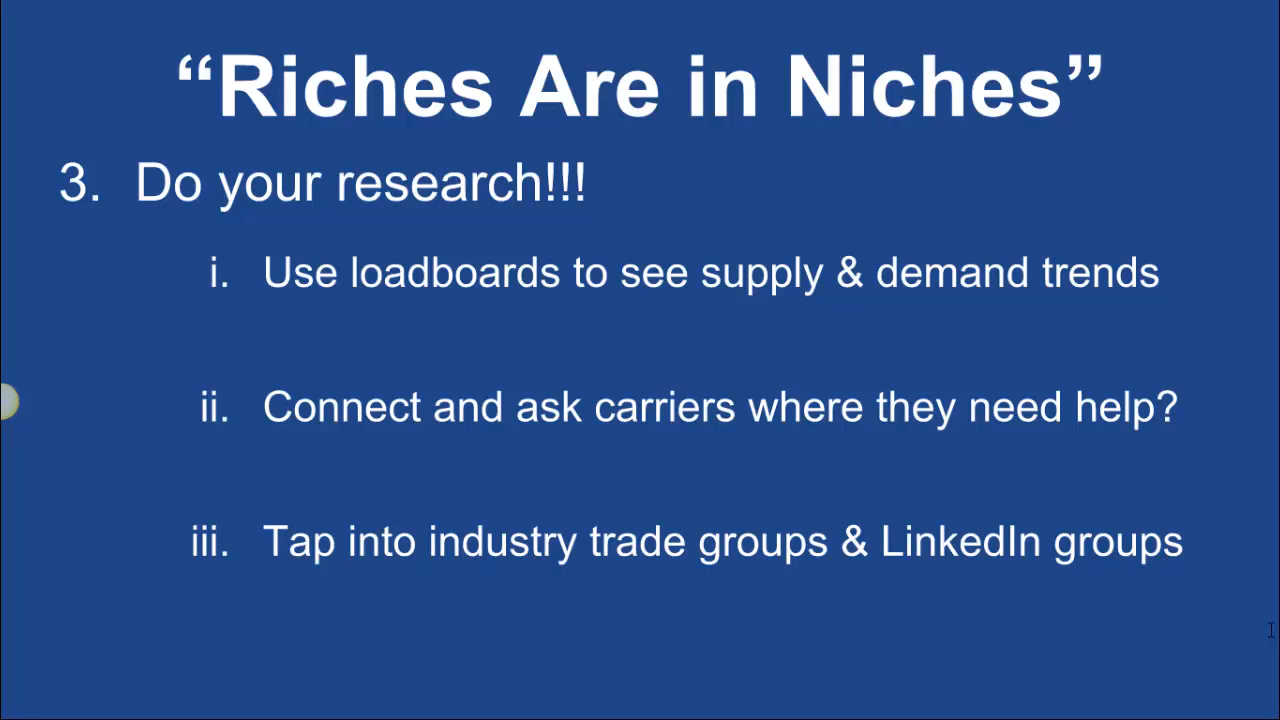 “Riches Are in Niches”
3. Do your research!!!
i. Use loadboards to see supply & demand trends
ii. Connect and ask carriers where they need help?
iii. Tap into industry trade groups & LinkedIn groups